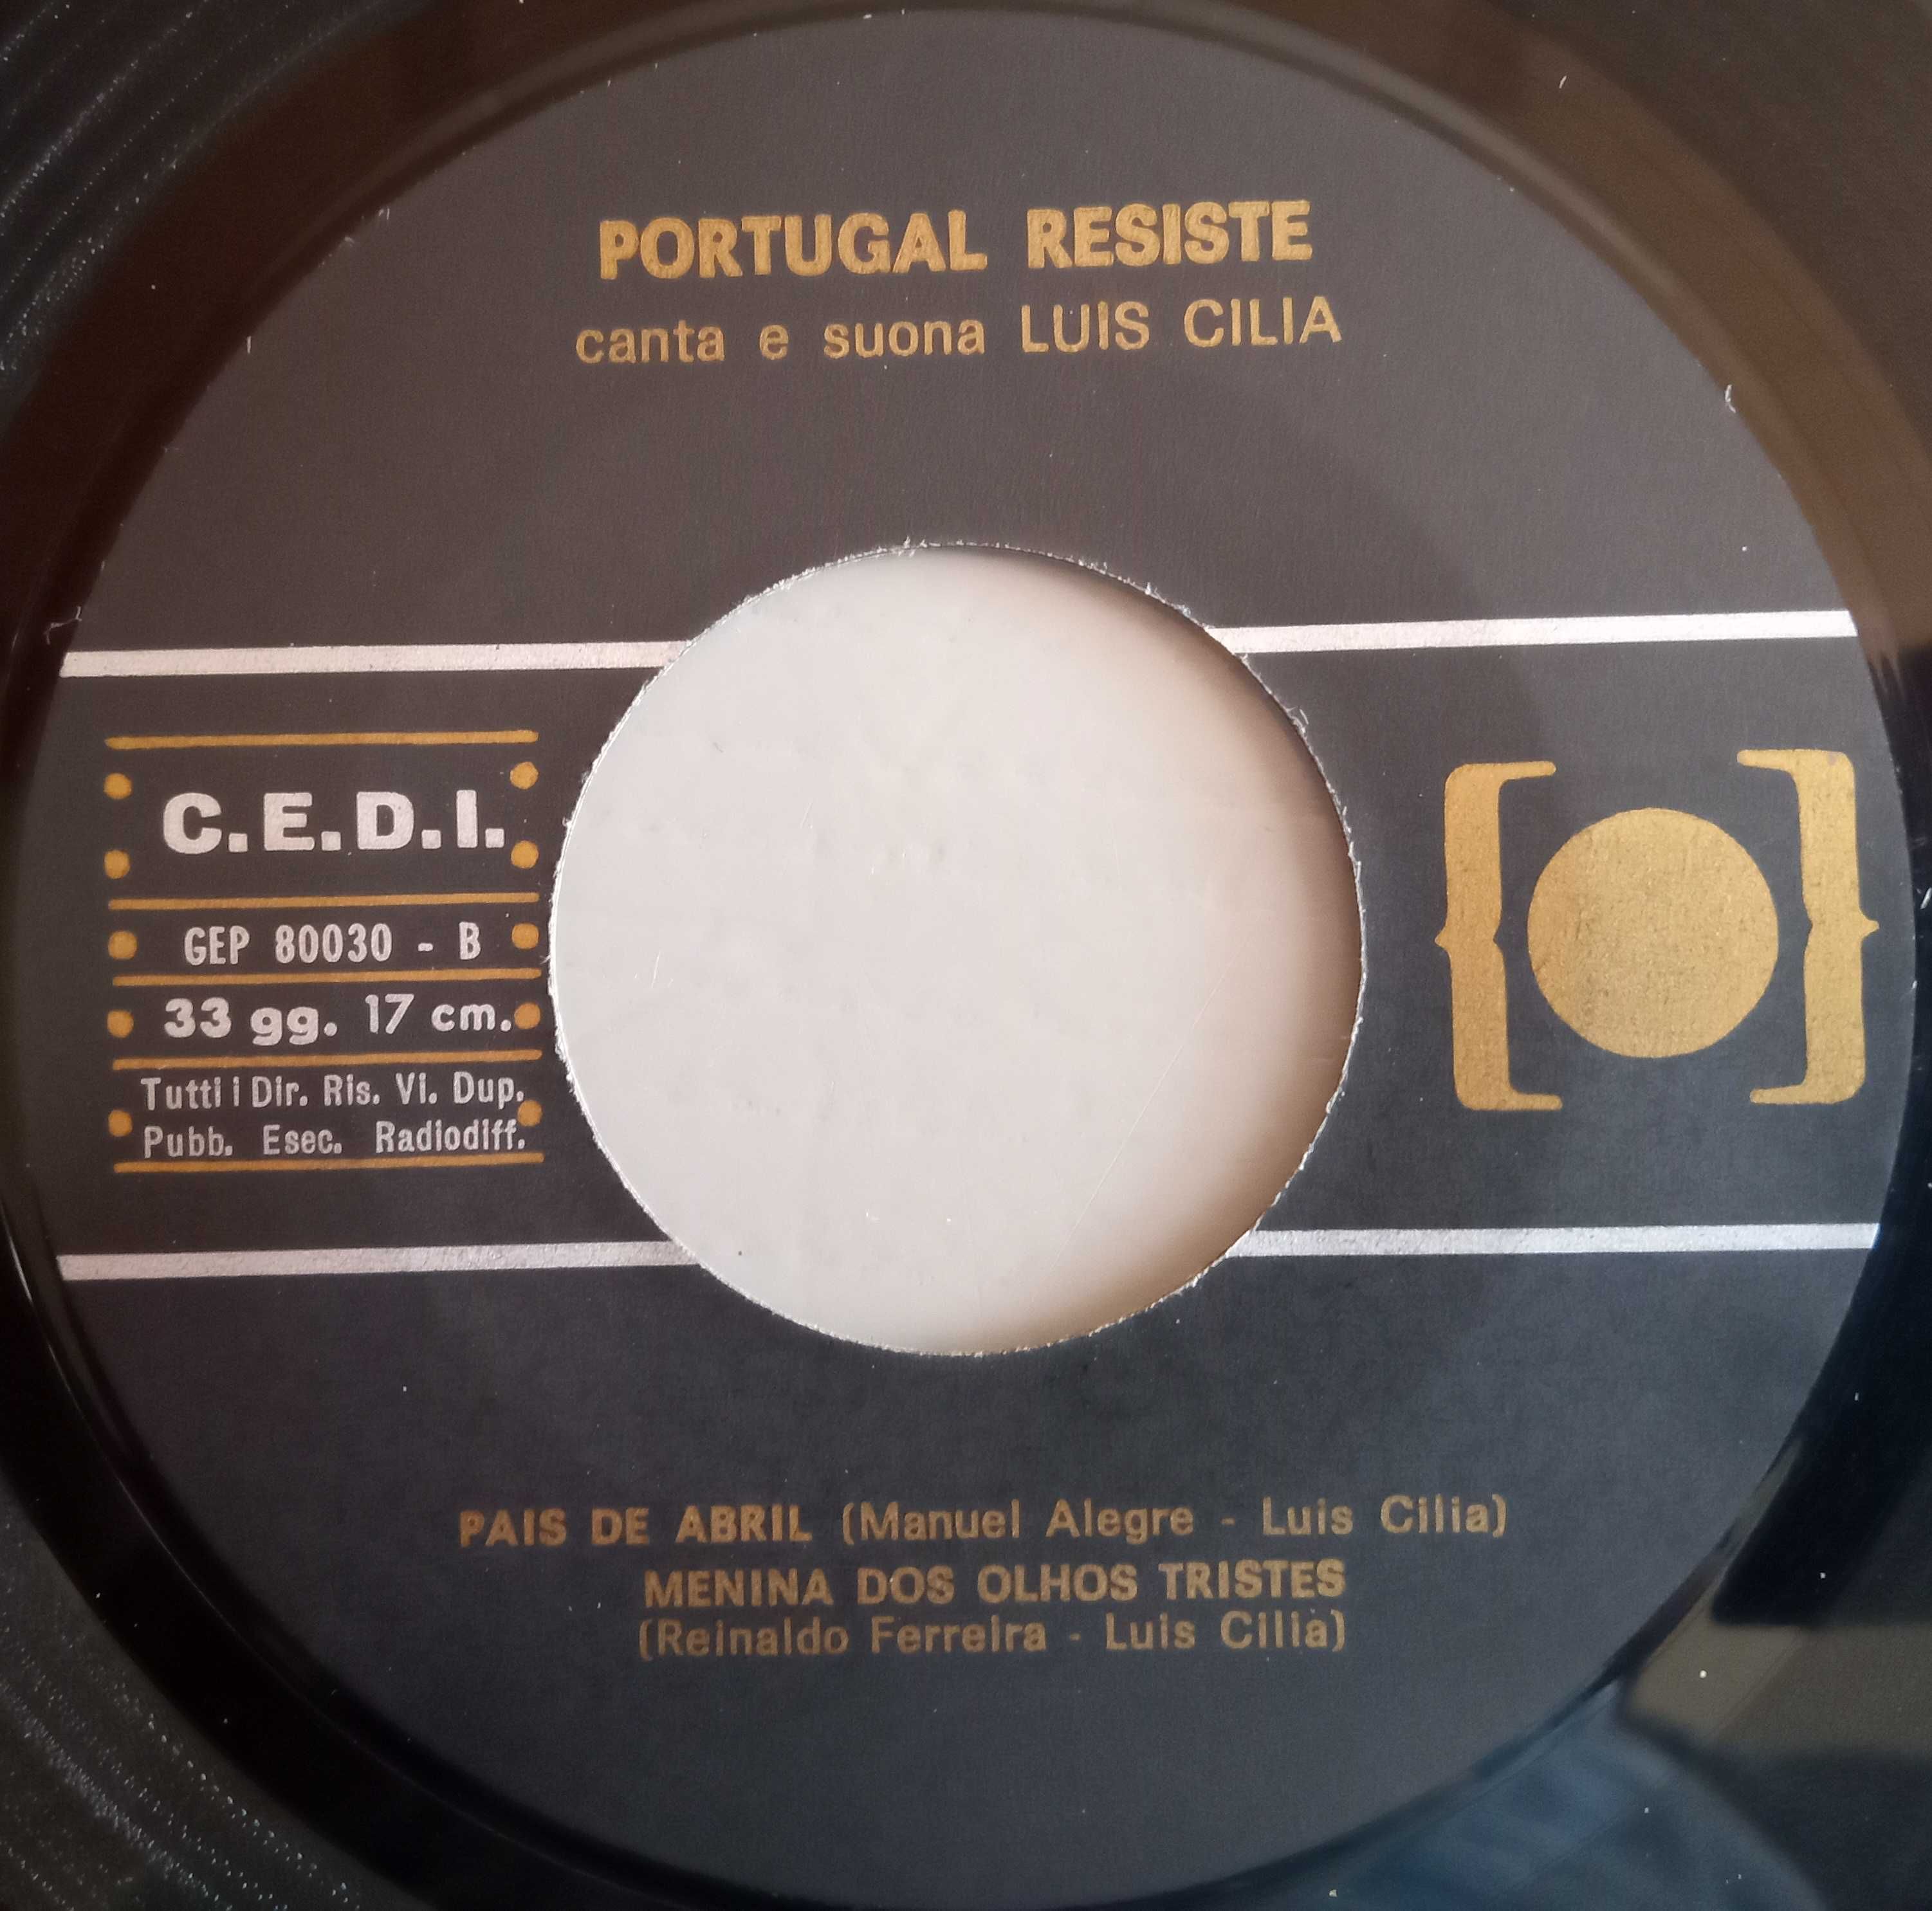 PORTUGAL RESISTE
canta e suona LUIS CILIA
C.E.D.I.
GEP 80030 - B
33 gg. 17 cm.
Tutti i Dir. Ris. Vi. Dup.
Pubb. Esec. Radiodiff.
PAIS DE ABRIL (Manuel Alegre - Luis Cilia)
MENINA DOS OLHOS TRISTES
(Reinaldo Ferreira - Luis Cilia)